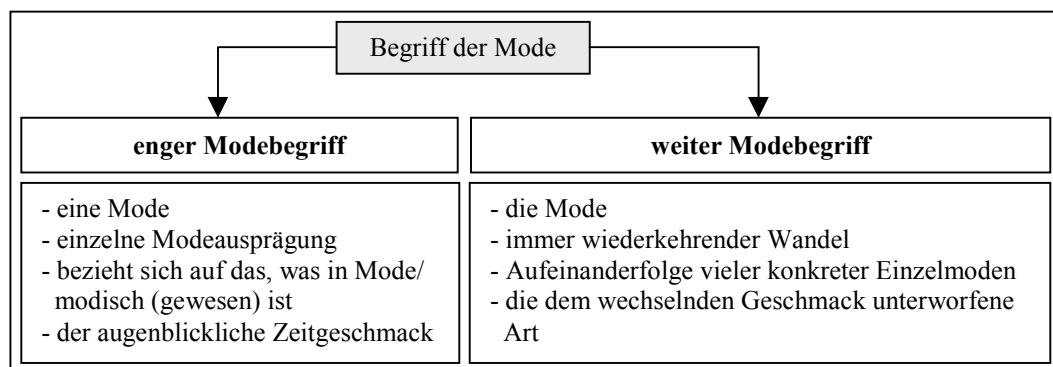 Begriff der Mode
enger Modebegriff
- eine Mode
- einzelne Modeausprägung
- bezieht sich auf das, was in Mode/
modisch (gewesen) ist
- der augenblickliche Zeitgeschmack
weiter Modebegriff
- die Mode
- immer wiederkehrender Wandel
- Aufeinanderfolge vieler konkreter Einzelmoden
- die dem wechselnden Geschmack unterworfene
Art